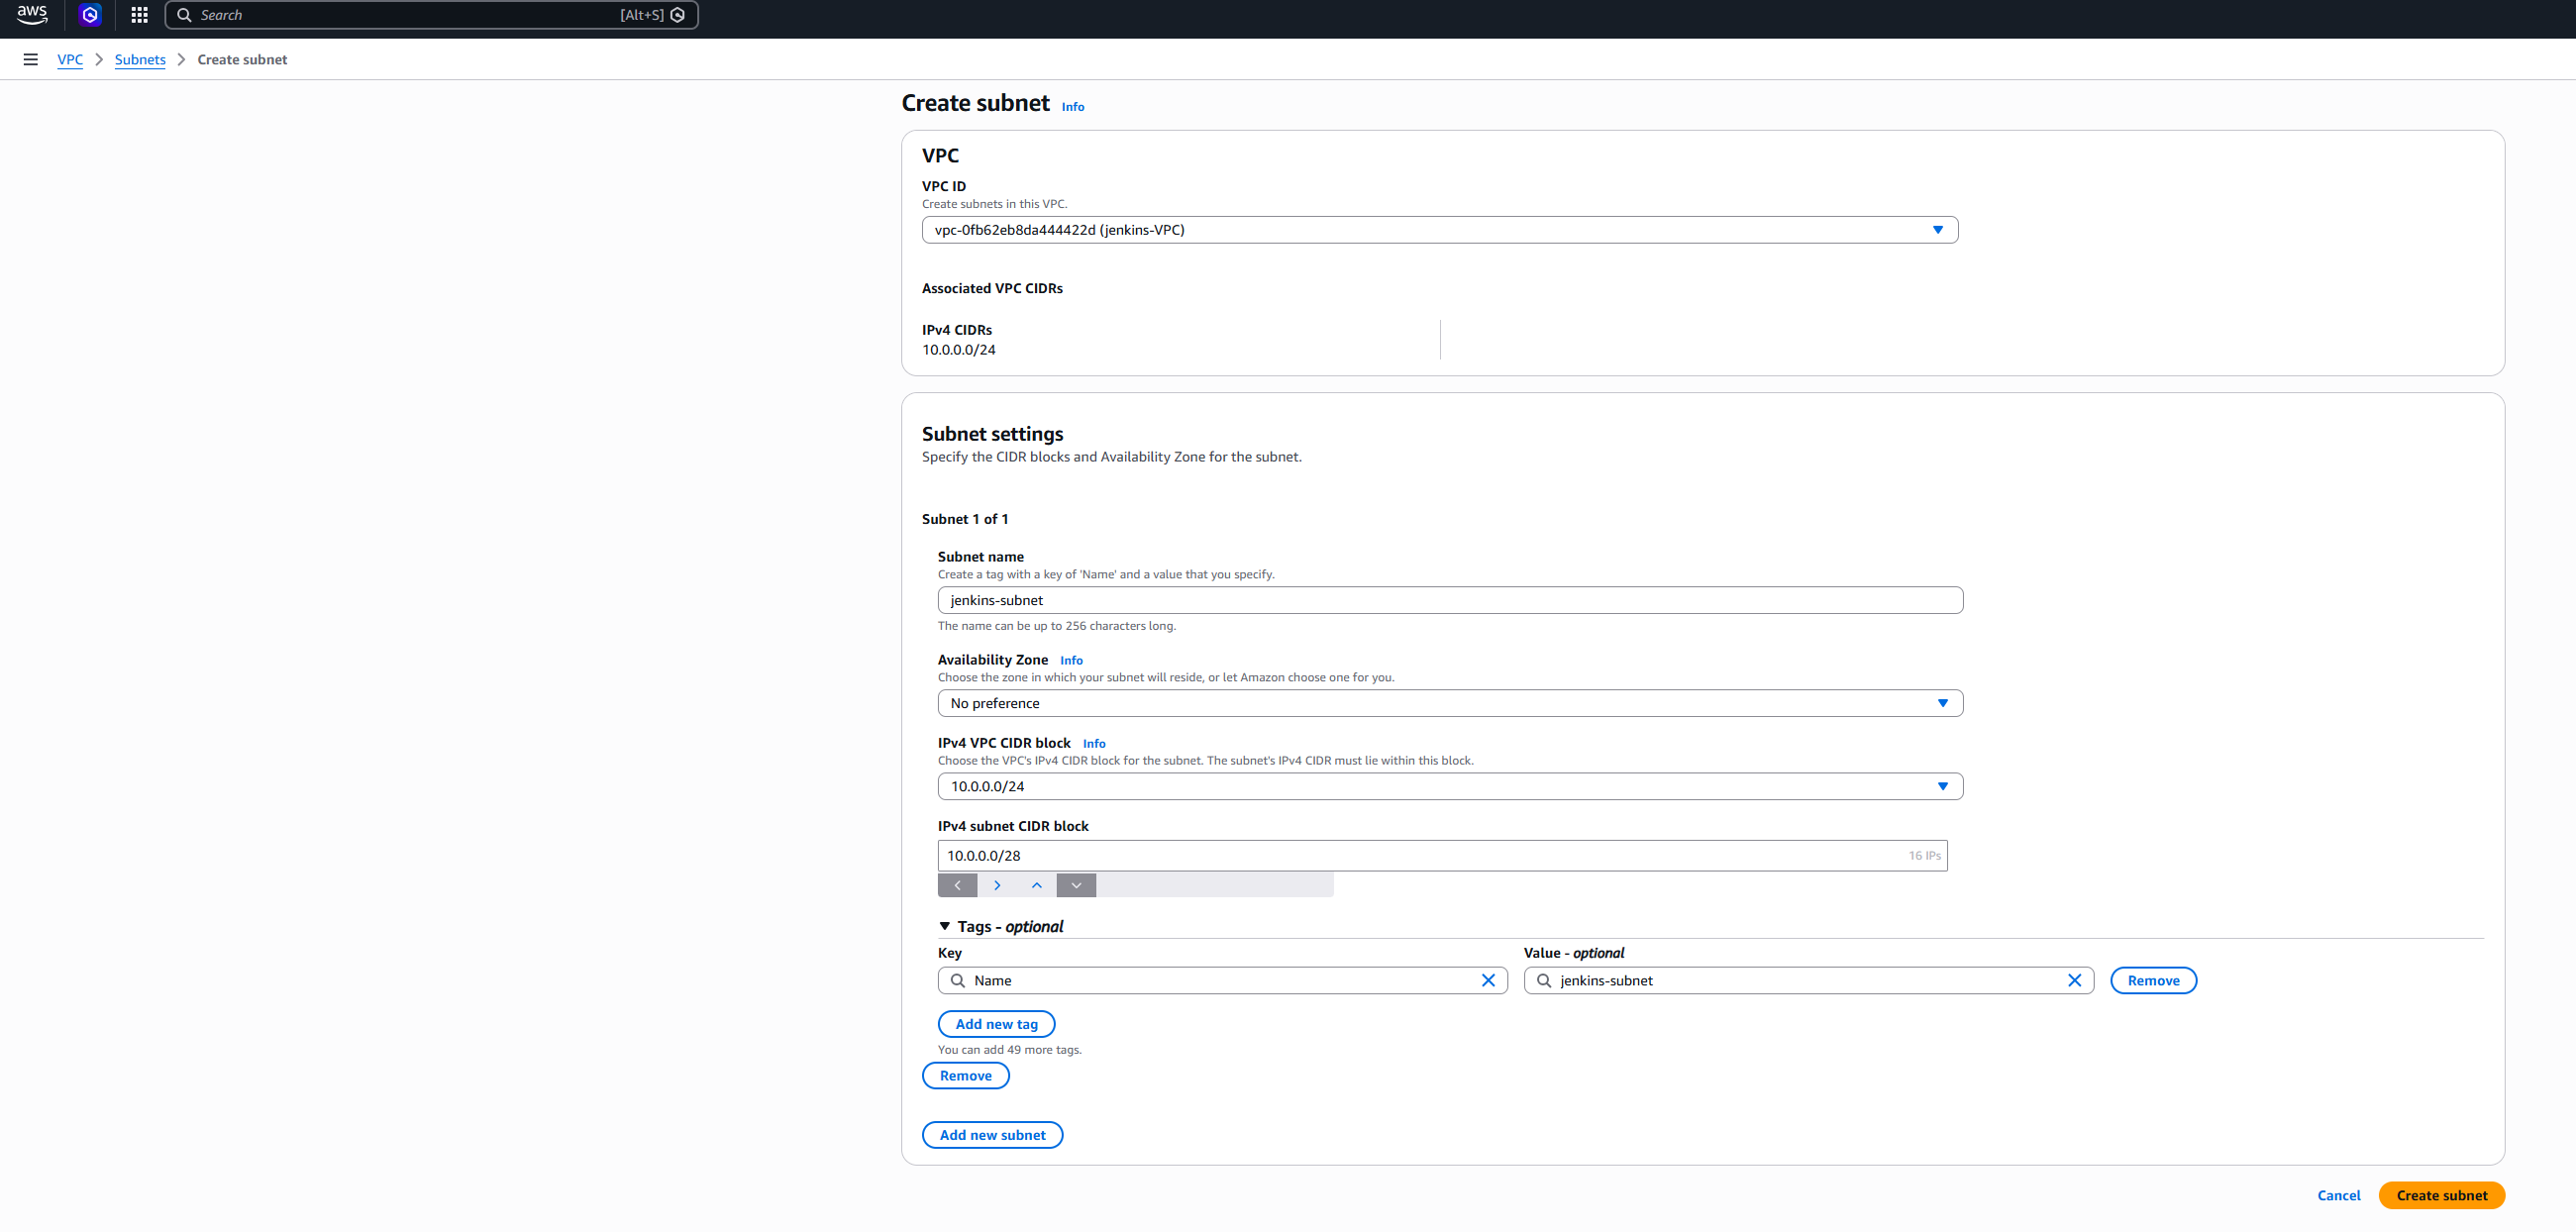 aws
Search [Alt+S]
VPC > Subnets > Create subnet
Create subnet Info
VPC
VPC ID
Create subnets in this VPC.
vpc-0fb62eb8da444422d (jenkins-VPC)
Associated VPC CIDRs
IPv4 CIDRs
10.0.0.0/24
Subnet settings
Specify the CIDR blocks and Availability Zone for the subnet.
Subnet 1 of 1
Subnet name
Create a tag with a key of 'Name' and a value that you specify.
jenkins-subnet
The name can be up to 256 characters long.
Availability Zone Info
Choose the zone in which your subnet will reside, or let Amazon choose one for you.
No preference
IPv4 VPC CIDR block Info
Choose the VPC's IPv4 CIDR block for the subnet. The subnet's IPv4 CIDR must lie within this block.
10.0.0.0/24
IPv4 subnet CIDR block
10.0.0.0/28 16 IPs
Tags - optional
Key Value - optional
Name jenkins-subnet Remove
Add new tag
You can add 49 more tags.
Remove
Add new subnet
Cancel Create subnet